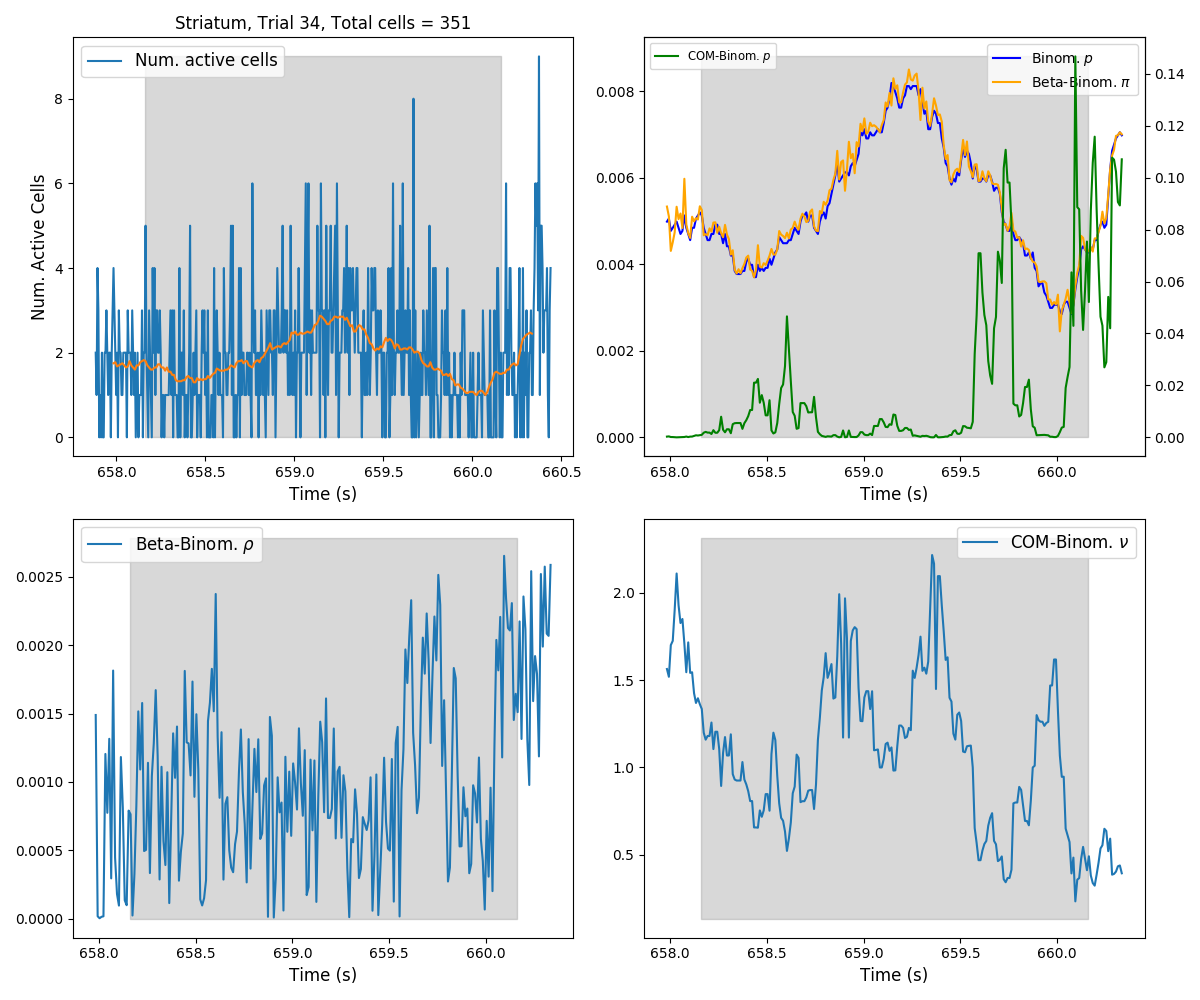 Striatum, Trial 34, Total cells = 351
Num. active cells
Num. Active Cells
8
6
4
2
0
658.0 658.5 659.0 659.5 660.0 660.5
Time (s)
COM-Binom. p
Binom. p
Beta-Binom. π
0.008
0.006
0.004
0.002
0.000
0.14
0.12
0.10
0.08
0.06
0.04
0.02
0.00
658.0 658.5 659.0 659.5 660.0
Time (s)
Beta-Binom. ρ
0.0025
0.0020
0.0015
0.0010
0.0005
0.0000
658.0 658.5 659.0 659.5 660.0
Time (s)
COM-Binom. ν
2.0
1.5
1.0
0.5
658.0 658.5 659.0 659.5 660.0
Time (s)